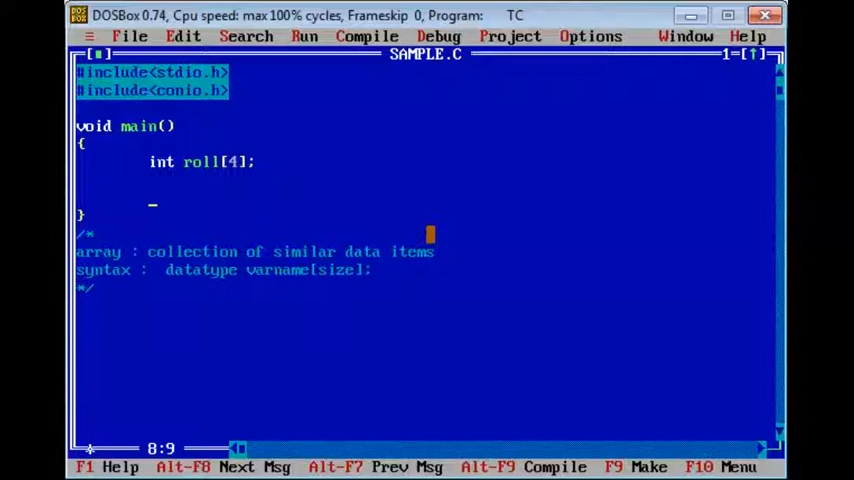 DOSBox 0.74, Cpu speed: max 100% cycles, Frameskip 0, Program: TC
≡ File Edit Search Run Compile Debug Project Options Window Help
[■] SAMPLE.C 1=[↑]
#include<stdio.h>
#include<conio.h>
void main()
{
int roll[4];
_
}
/*
array : collection of similar data items
syntax : datatype varname[size];
*/
8:9
F1 Help Alt-F8 Next Msg Alt-F7 Prev Msg Alt-F9 Compile F9 Make F10 Menu